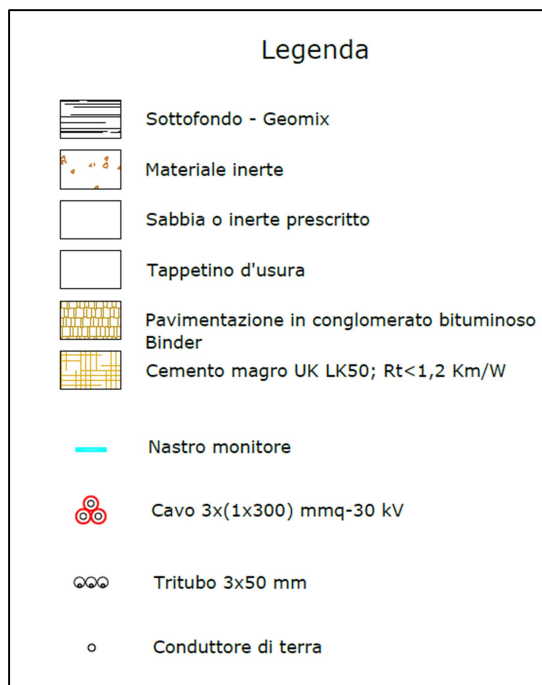 Legenda
Sottofondo - Geomix
Materiale inerte
Sabbia o inerte prescritto
Tappetino d'usura
Pavimentazione in conglomerato bituminoso
Binder
Cemento magro UK LK50; Rt<1,2 Km/W
Nastro monitore
Cavo 3x(1x300) mmq-30 kV
Tritubo 3x50 mm
Conduttore di terra